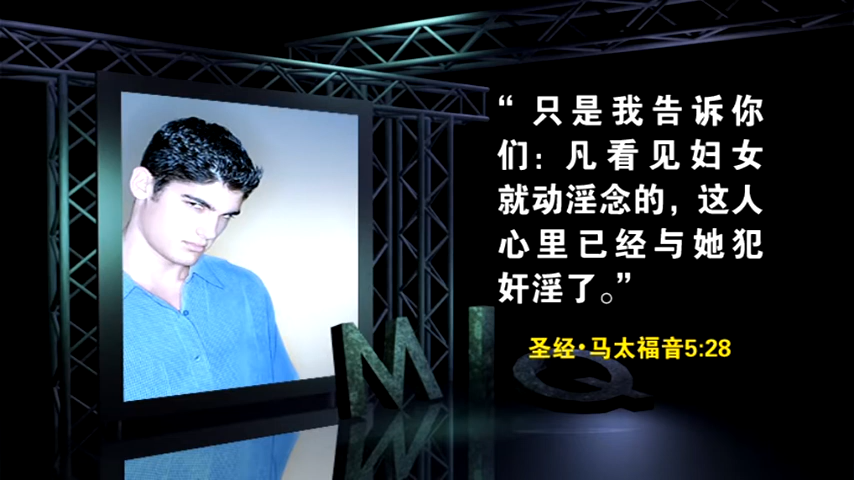 “只是我告诉你
们：凡看见妇女
就动淫念的，这人
心里已经与她犯
奸淫了。”
圣经·马太福音5:28
MIQ